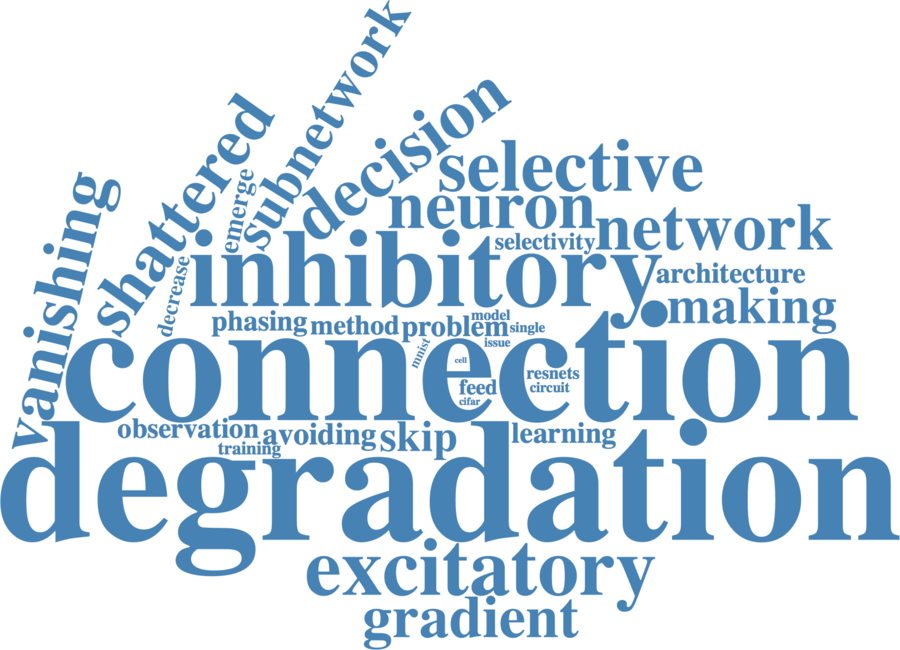 subnetwork
decision
shattered
selective
emerge
vanishing
neuron
network
selectivity
inhibitory
decrease
architecture
making
phasing method problem
model
single
issue
mnist
connection
cell
resnets
feed
circuit
cifar
observation avoiding skip
learning
training
degradation
excitatory
gradient